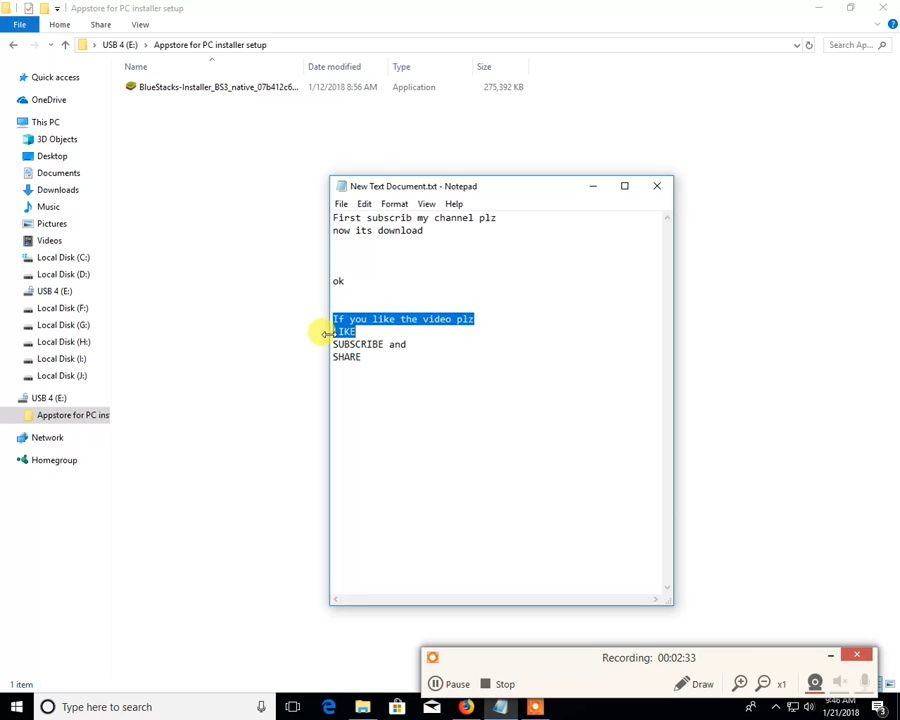 Appstore for PC installer setup
File Home Share View
USB 4 (E:) Appstore for PC installer setup Search Ap...
Name Date modified Type Size
BlueStacks-Installer_BS3_native_07b412c6... 1/12/2018 8:56 AM Application 275,392 KB
Quick access
OneDrive
This PC
3D Objects
Desktop
Documents
Downloads
Music
Pictures
Videos
Local Disk (C:)
Local Disk (D:)
USB 4 (E:)
Local Disk (F:)
Local Disk (G:)
Local Disk (H:)
Local Disk (I:)
Local Disk (J:)
USB 4 (E:)
Appstore for PC ins
Network
Homegroup
New Text Document.txt - Notepad
File Edit Format View Help
First subscrib my channel plz
now its download
ok
If you like the video plz
LIKE
SUBSCRIBE and
SHARE
1 item
Recording: 00:02:33
Pause Stop Draw x1
Type here to search
9:46 AM
1/21/2018
3